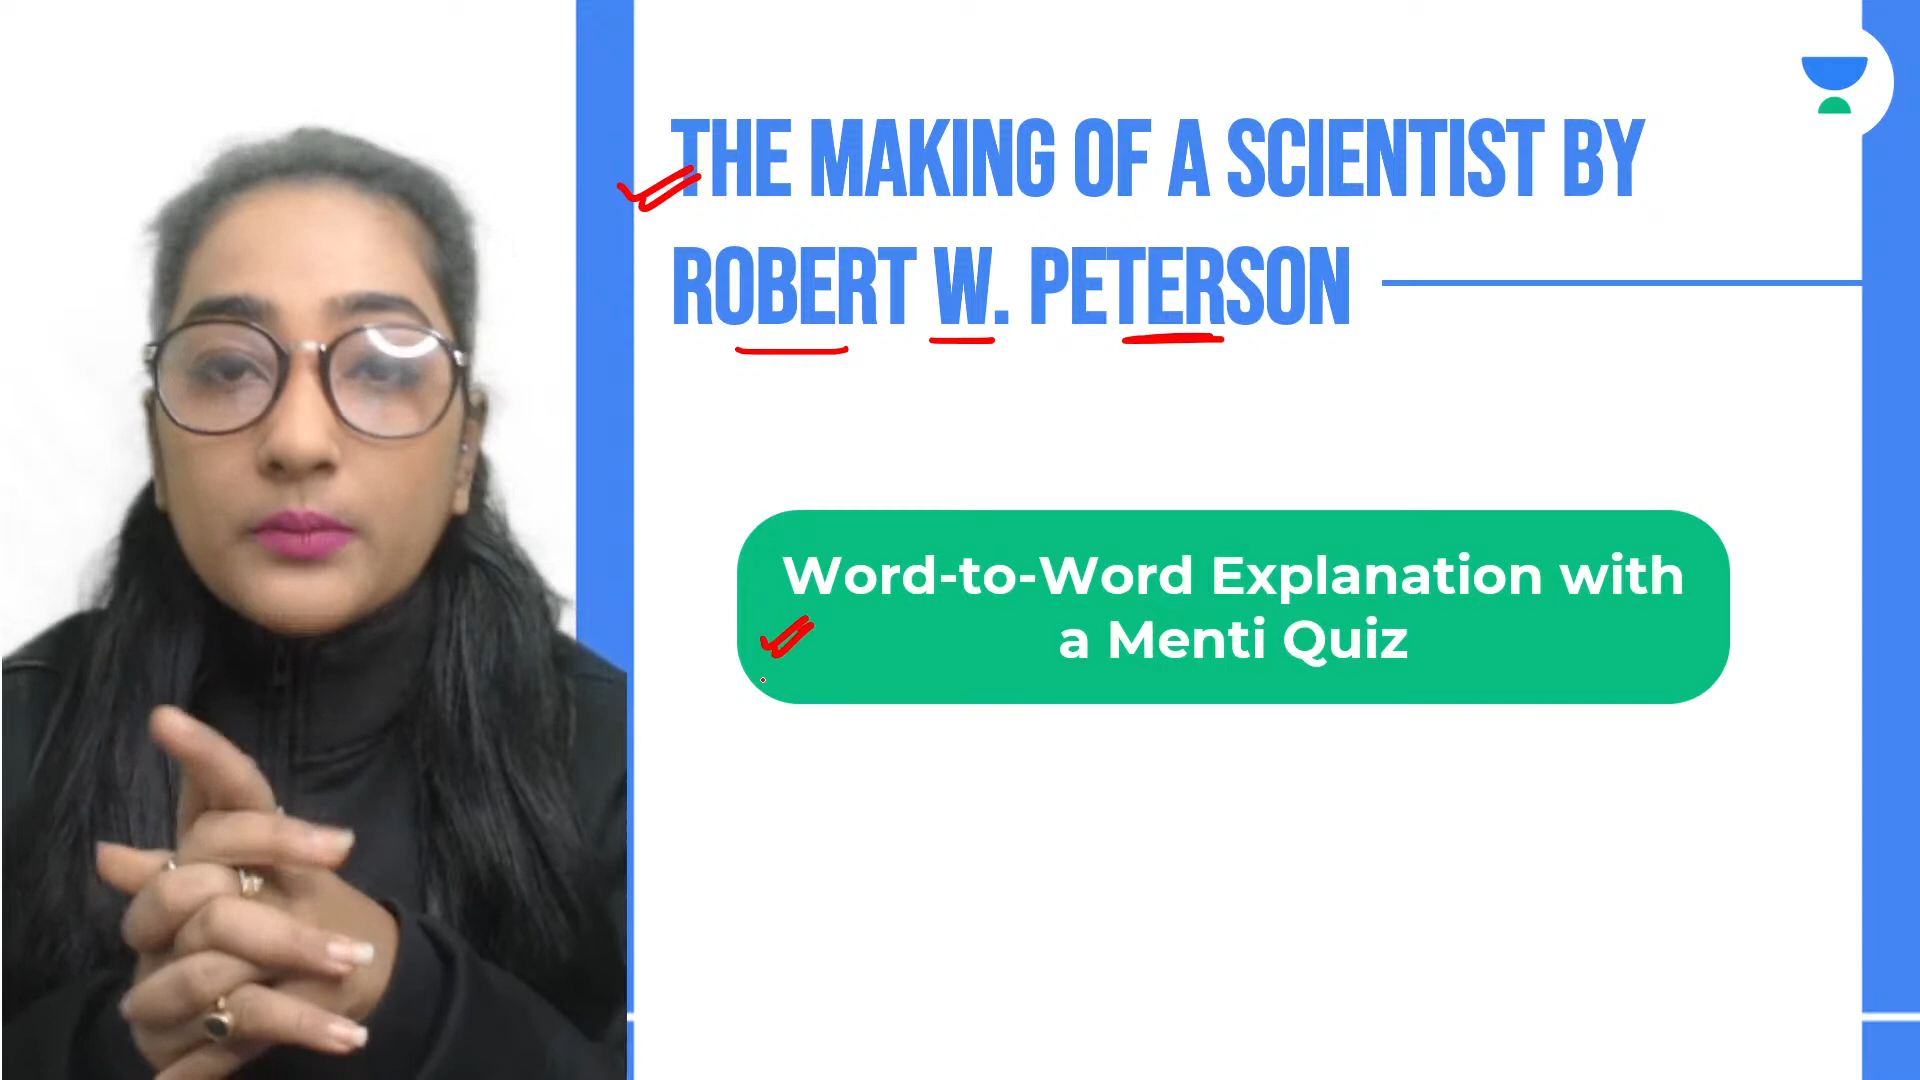 THE MAKING OF A SCIENTIST BY
ROBERT W. PETERSON
Word-to-Word Explanation with
a Menti Quiz